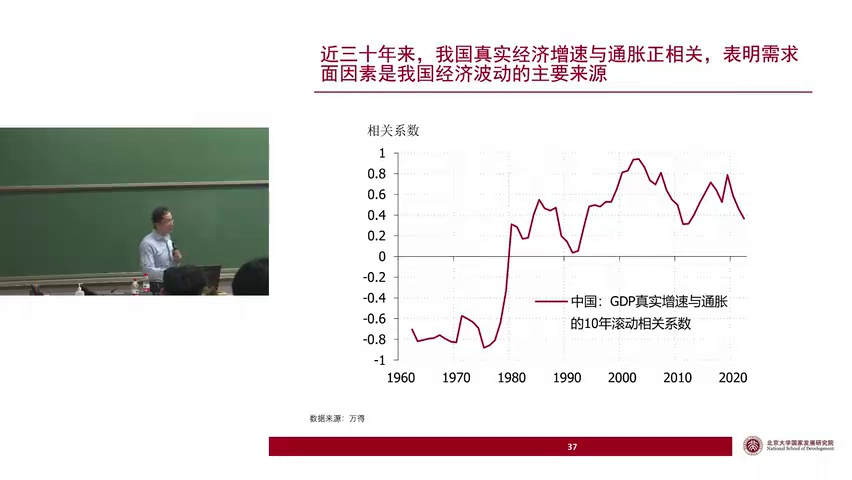 近三十年来，我国真实经济增速与通胀正相关，表明需求
面因素是我国经济波动的主要来源
相关系数
1
0.8
0.6
0.4
0.2
0
-0.2
-0.4
-0.6
-0.8
-1
中国：GDP真实增速与通胀
的10年滚动相关系数
1960 1970 1980 1990 2000 2010 2020
数据来源：万得
37
北京大学国家发展研究院
National School of Development